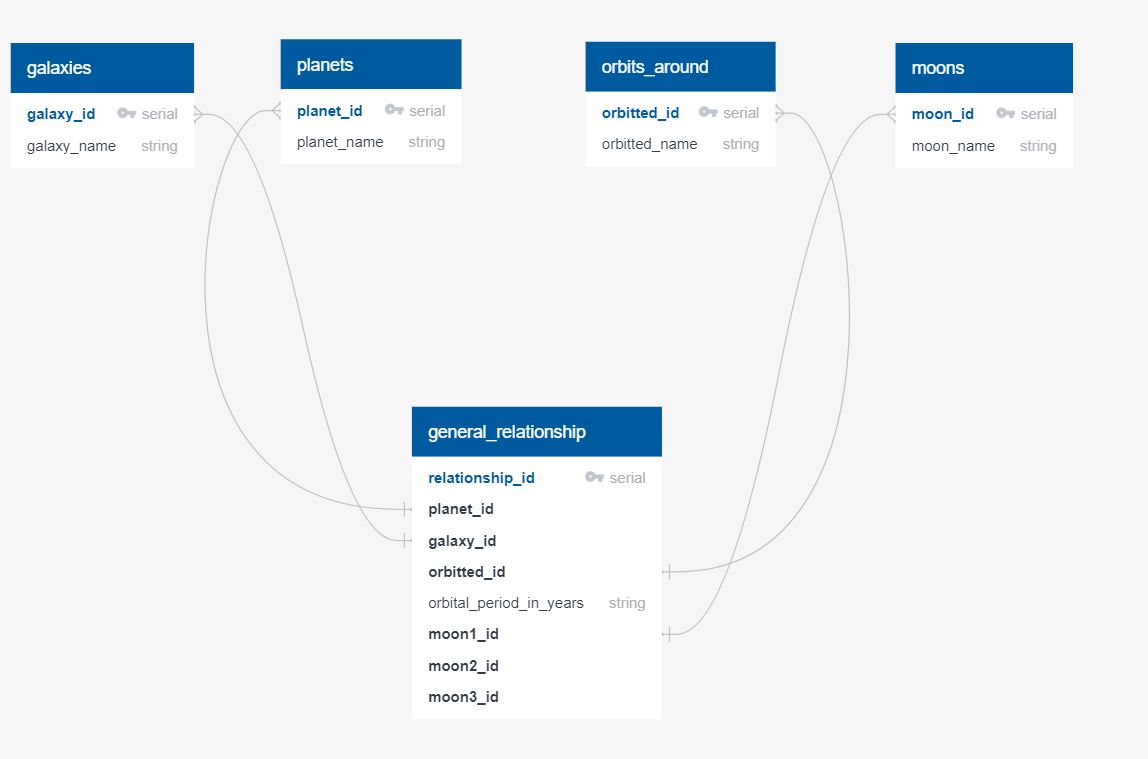 galaxies
galaxy_id serial
galaxy_name string
planets
planet_id serial
planet_name string
orbits_around
orbitted_id serial
orbitted_name string
moons
moon_id serial
moon_name string
general_relationship
relationship_id serial
planet_id
galaxy_id
orbitted_id
orbital_period_in_years string
moon1_id
moon2_id
moon3_id